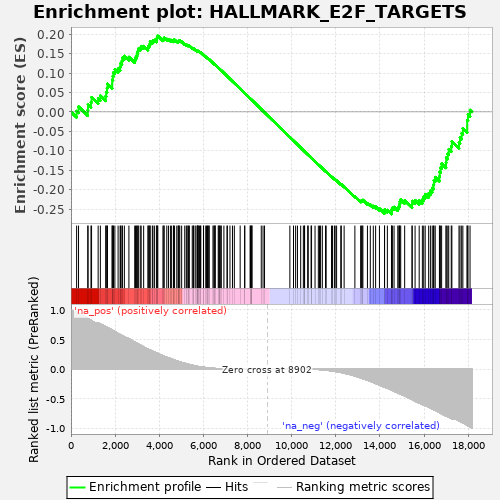 Enrichment plot: HALLMARK_E2F_TARGETS
Enrichment score (ES)
0.20
0.15
0.10
0.05
0.00
-0.05
-0.10
-0.15
-0.20
-0.25
Ranked list metric (PreRanked)
'na_pos' (positively correlated)
1.0
0.5
0.0
-0.5
-1.0
Zero cross at 8902
'na_neg' (negatively correlated)
0
2,000
4,000
6,000
8,000
10,000
12,000
14,000
16,000
18,000
Rank in Ordered Dataset
Enrichment profile
Hits
Ranking metric scores